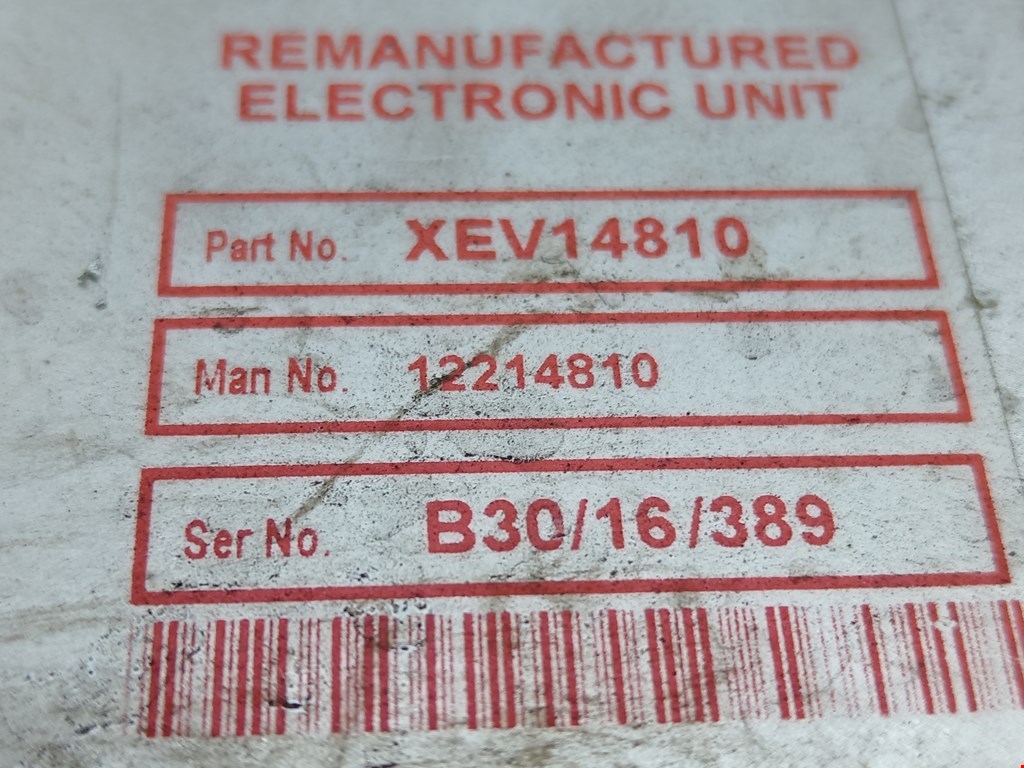 REMANUFACTURED
ELECTRONIC UNIT
Part No. XEV14810
Man No. 12214810
Ser No. B30/16/389